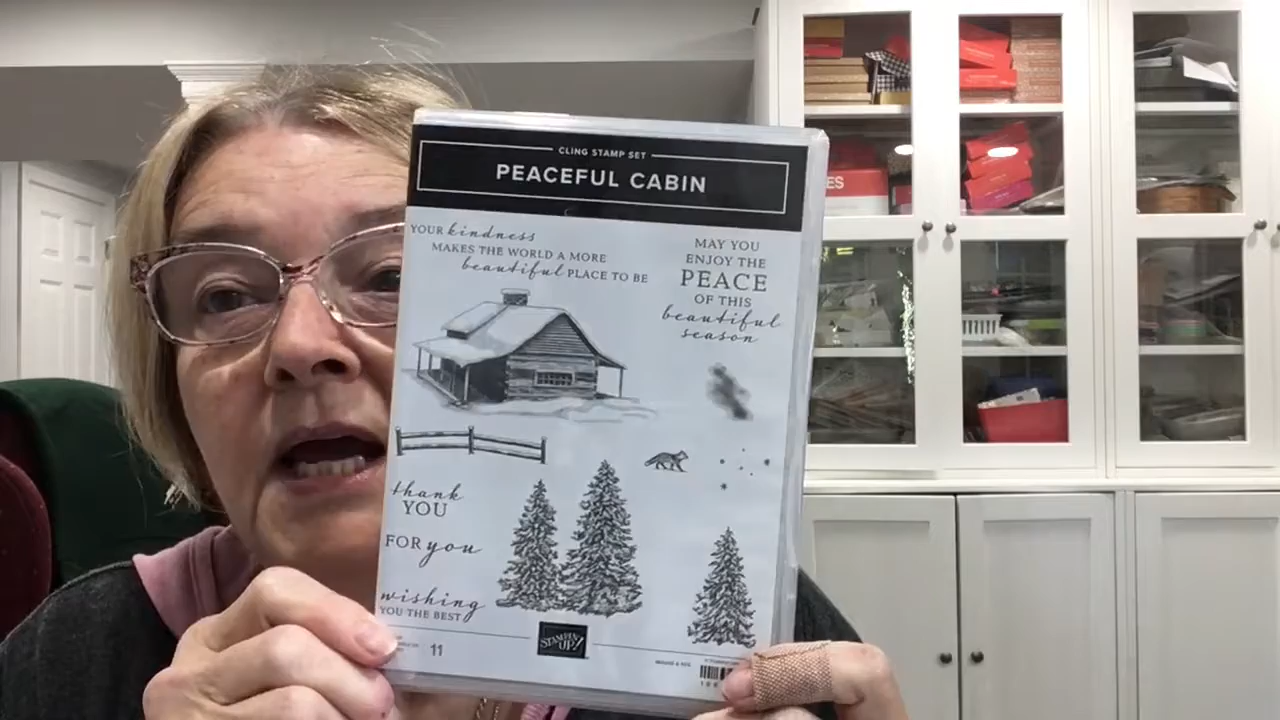 CLING STAMP SET
PEACEFUL CABIN
YOUR kindness
MAKES THE WORLD A MORE
beautiful PLACE TO BE
MAY YOU
ENJOY THE
PEACE
OF THIS
beautiful
season
thank
YOU
FOR you
wishing
YOU THE BEST
11
STAMPIN'
UP!
ES